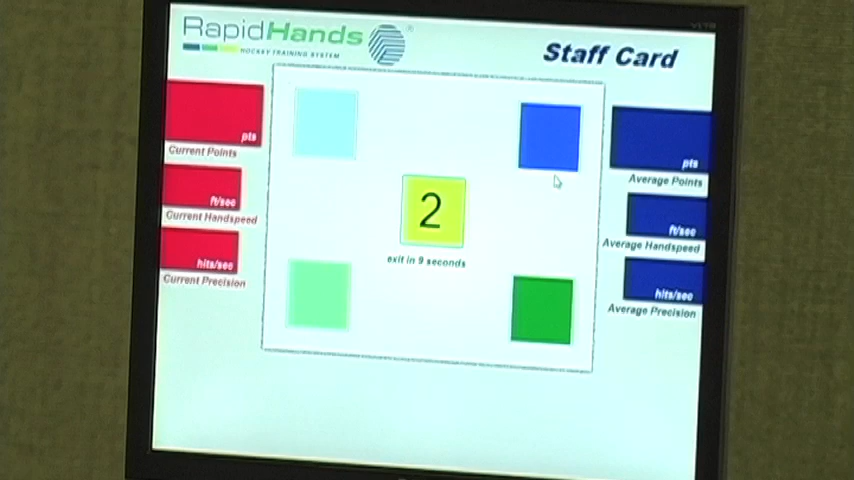 RapidHands®
HOCKEY TRAINING SYSTEM
Staff Card
pts
Current Points
ft/sec
Current Handspeed
hits/sec
Current Precision
2
exit in 9 seconds
pts
Average Points
ft/sec
Average Handspeed
hits/sec
Average Precision